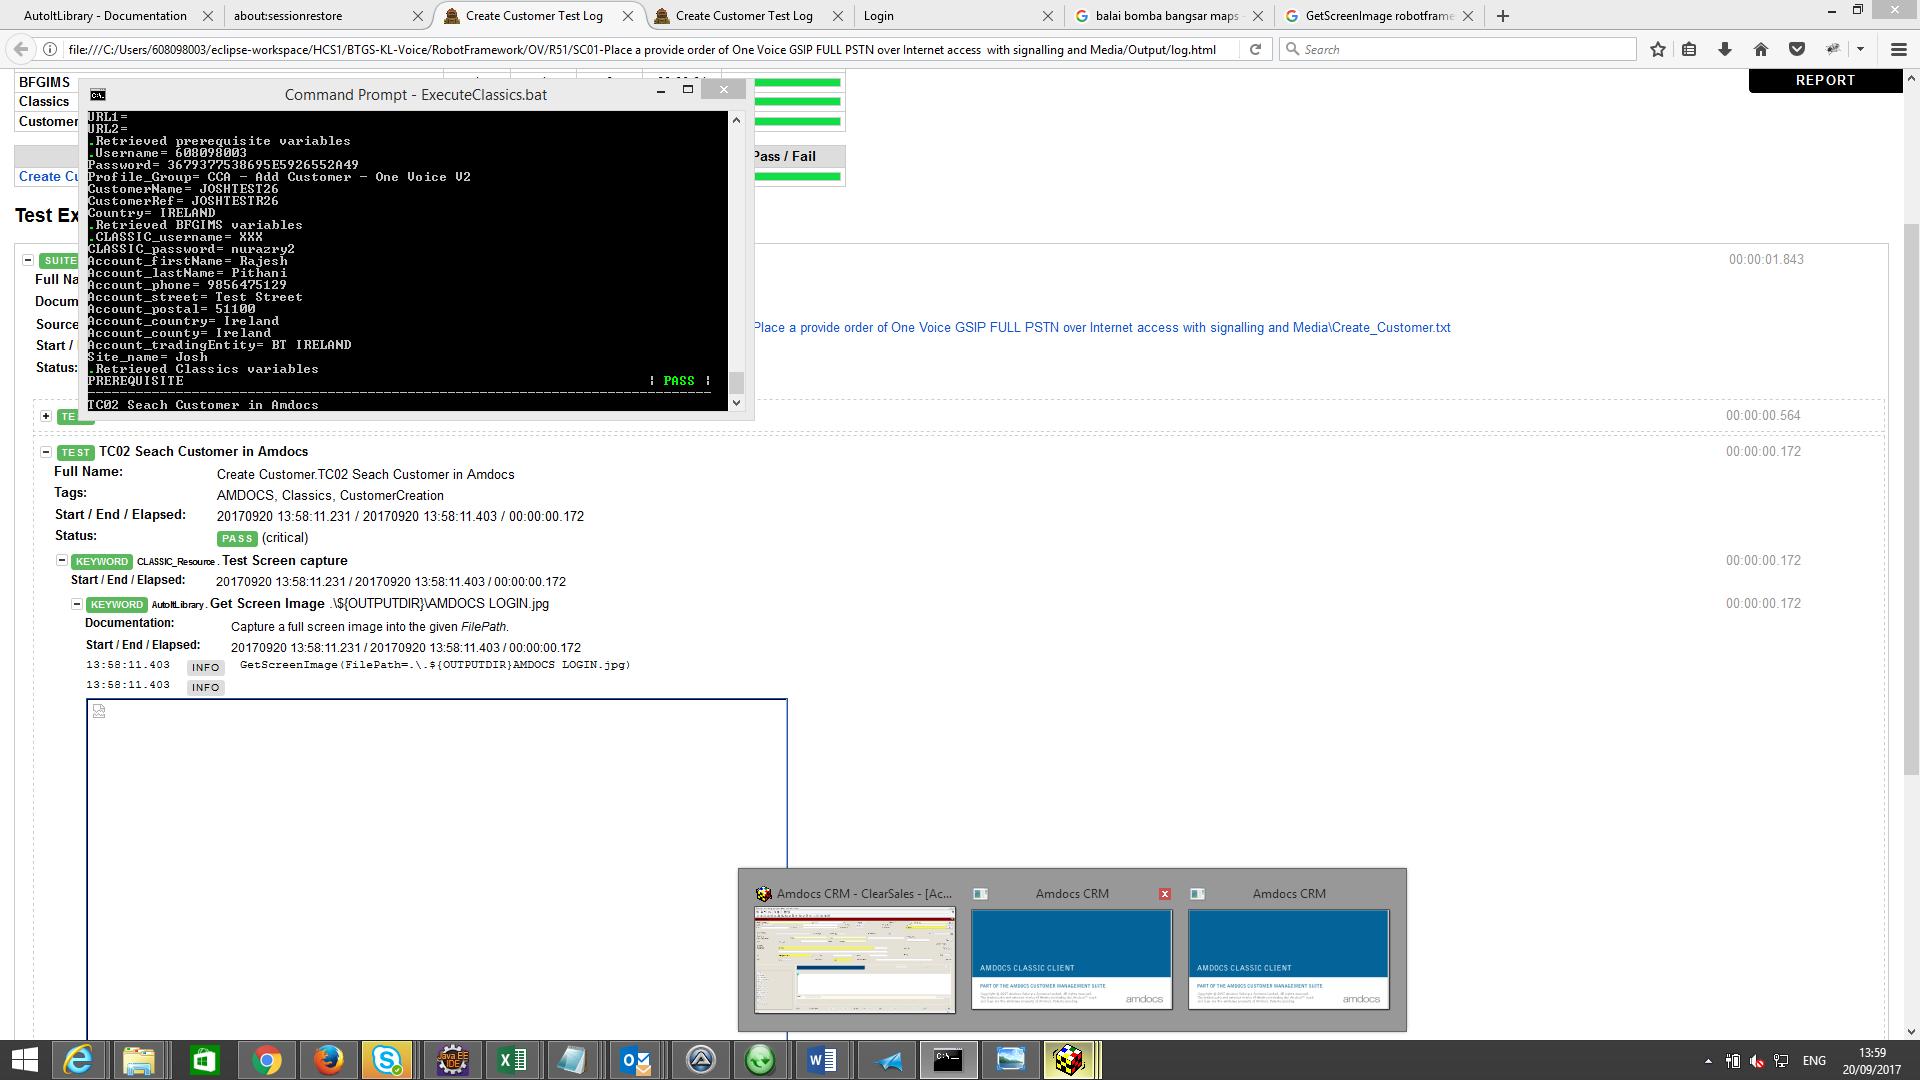 AutoItLibrary - Documentation
about:sessionrestore
Create Customer Test Log
Create Customer Test Log
Login
balai bomba bangsar maps
GetScreenImage robotframe
file:///C:/Users/608098003/eclipse-workspace/HCS1/BTGS-KL-Voice/RobotFramework/OV/R51/SC01-Place a provide order of One Voice GSIP FULL PSTN over Internet access with signalling and Media/Output/log.html
Search
REPORT
BFGIMS
Classics
Customer
Pass / Fail
Create Cu
Test Ex
Command Prompt - ExecuteClassics.bat
URL1=
URL2=
.Retrieved prerequisite variables
.Username= 608098003
Password= 3679377538695E5926552A49
Profile_Group= CCA - Add Customer - One Voice V2
CustomerName= JOSHTEST26
CustomerRef= JOSHTESTR26
Country= IRELAND
.Retrieved BFGIMS variables
.CLASSIC_username= XXX
CLASSIC_password= nurazry2
Account_firstName= Rajesh
Account_lastName= Pithani
Account_phone= 9856475129
Account_street= Test Street
Account_postal= 51100
Account_country= Ireland
Account_county= Ireland
Account_tradingEntity= BT IRELAND
Site_name= Josh
.Retrieved Classics variables
PREREQUISITE | PASS |
TC02 Seach Customer in Amdocs
SUITE 00:00:01.843
Full Na
Docum
Source
Place a provide order of One Voice GSIP FULL PSTN over Internet access with signalling and Media\Create_Customer.txt
Start /
Status:
TE 00:00:00.564
TEST TC02 Seach Customer in Amdocs 00:00:00.172
Full Name: Create Customer.TC02 Seach Customer in Amdocs
Tags: AMDOCS, Classics, CustomerCreation
Start / End / Elapsed: 20170920 13:58:11.231 / 20170920 13:58:11.403 / 00:00:00.172
Status: PASS (critical)
KEYWORD CLASSIC_Resource . Test Screen capture 00:00:00.172
Start / End / Elapsed: 20170920 13:58:11.231 / 20170920 13:58:11.403 / 00:00:00.172
KEYWORD AutoItLibrary . Get Screen Image .\${OUTPUTDIR}\AMDOCS LOGIN.jpg 00:00:00.172
Documentation: Capture a full screen image into the given FilePath.
Start / End / Elapsed: 20170920 13:58:11.231 / 20170920 13:58:11.403 / 00:00:00.172
13:58:11.403 INFO GetScreenImage(FilePath=.\.${OUTPUTDIR}AMDOCS LOGIN.jpg)
13:58:11.403 INFO
Amdocs CRM - ClearSales - [Ac...
Amdocs CRM
Amdocs CRM
AMDOCS CLASSIC CLIENT
PART OF THE AMDOCS CUSTOMER MANAGEMENT SUITE
amdocs
AMDOCS CLASSIC CLIENT
PART OF THE AMDOCS CUSTOMER MANAGEMENT SUITE
amdocs
Java EE
IDE
ENG
13:59
20/09/2017